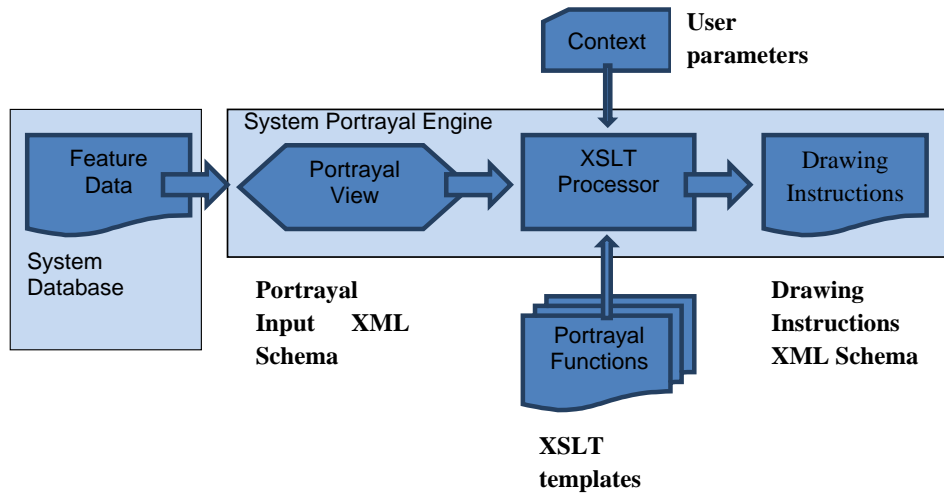 Context
User
parameters
System Portrayal Engine
Feature
Data
Portrayal
View
XSLT
Processor
Drawing
Instructions
System
Database
Portrayal
Input XML
Schema
Portrayal
Functions
Drawing
Instructions
XML Schema
XSLT
templates